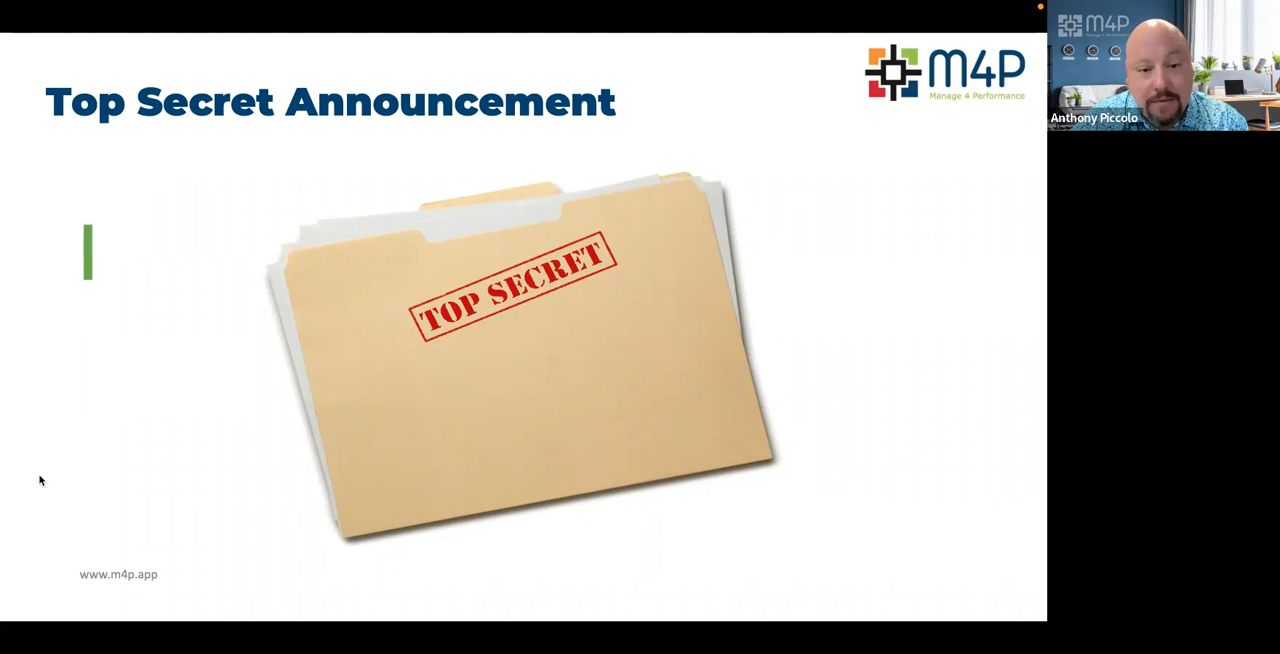 Top Secret Announcement
M4P
Manage 4 Performance
TOP SECRET
www.m4p.app
M4P
Anthony Piccolo